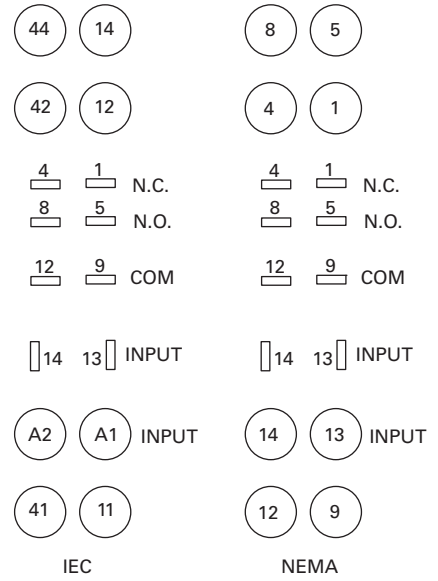 44 14 8 5
42 12 4 1
4 1 N.C. 4 1 N.C.
8 5 N.O. 8 5 N.O.
12 9 COM 12 9 COM
14 13 INPUT 14 13 INPUT
A2 A1 INPUT 14 13 INPUT
41 11 12 9
IEC NEMA